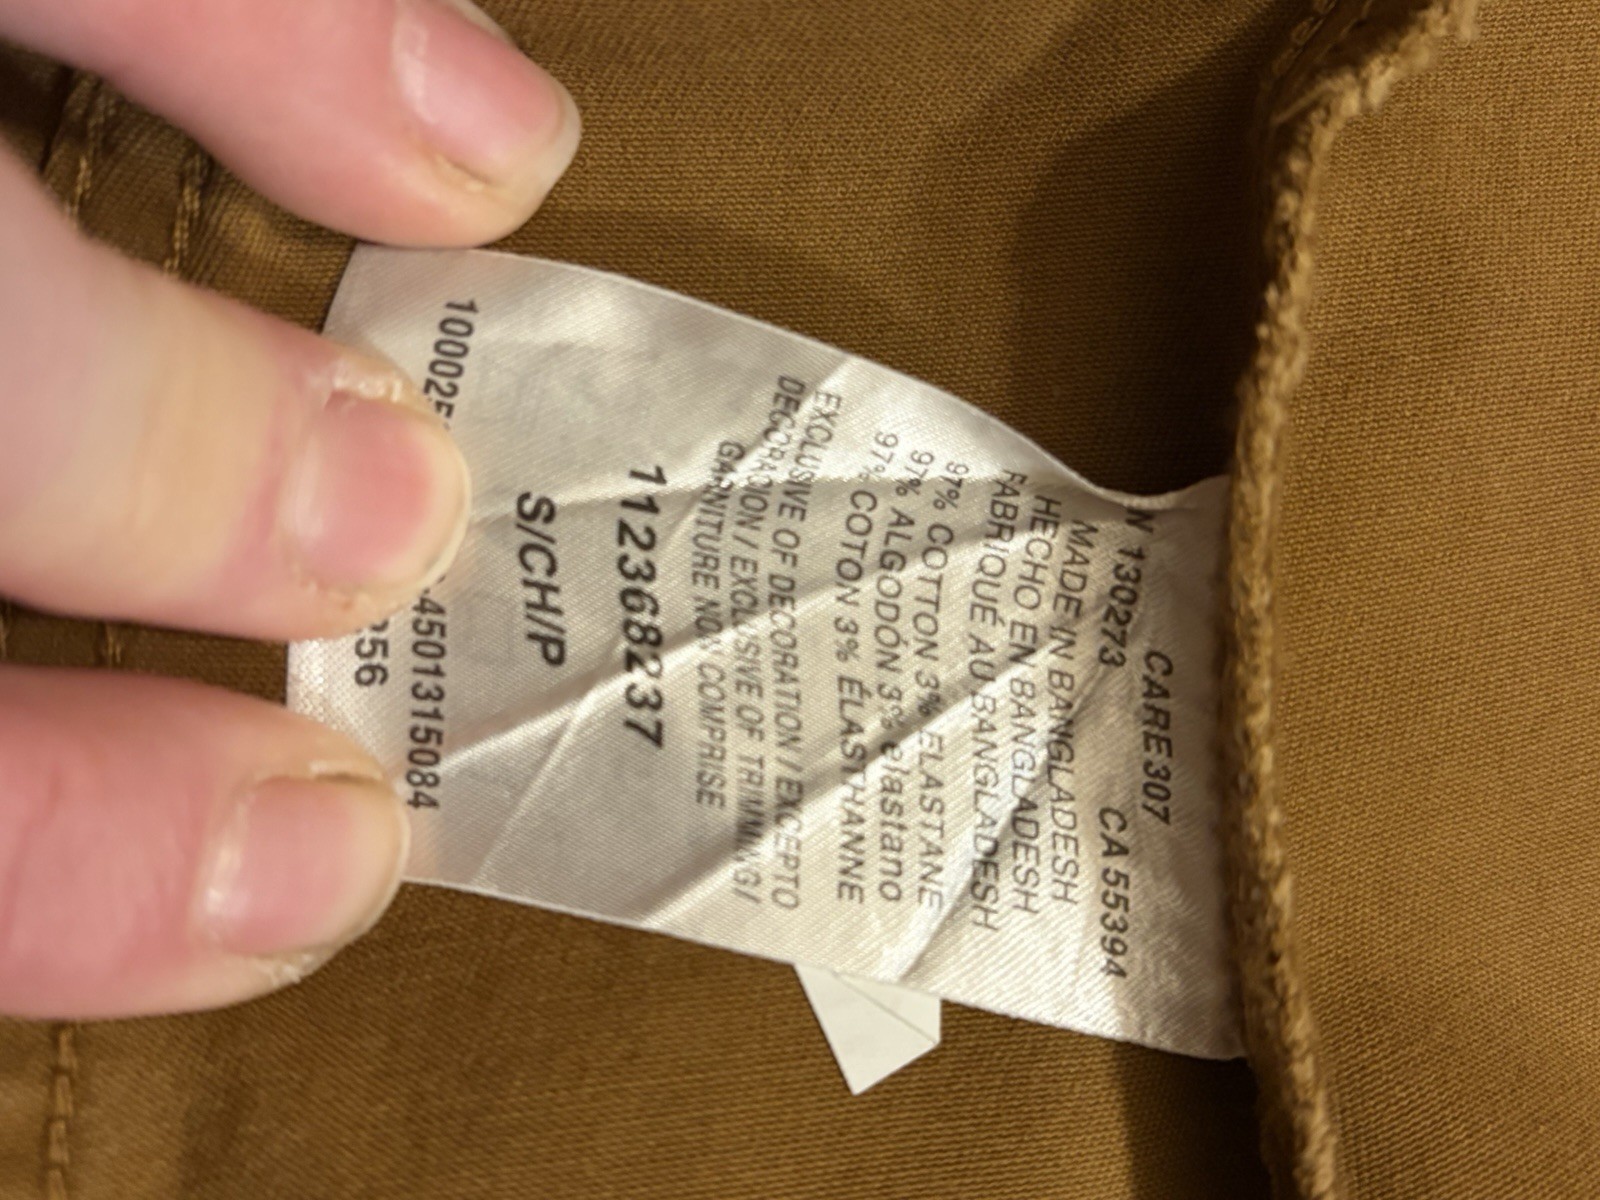 CARE307
N 130273 CA 55394
MADE IN BANGLADESH
HECHO EN BANGLADESH
FABRIQUÉ AU BANGLADESH
97% COTTON 3% ELASTANE
97% ALGODÓN 3% elastano
97% COTON 3% ÉLASTHANNE
EXCLUSIVE OF DECORATION / EXCEPTO
DECORACION / EXCLUSIVE OF TRIMMING/
GARNITURE NON COMPRISE
112368237
S/CH/P
10002 4501315084
356